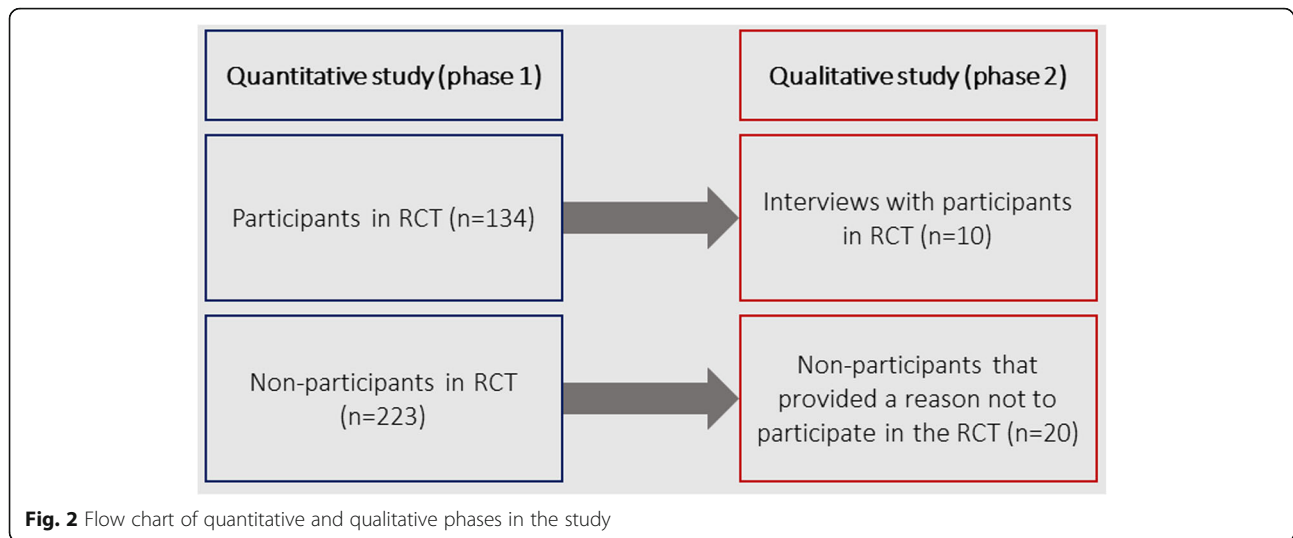 Quantitative study (phase 1)
Qualitative study (phase 2)
Participants in RCT (n=134)
Interviews with participants
in RCT (n=10)
Non-participants in RCT
(n=223)
Non-participants that
provided a reason not to
participate in the RCT (n=20)
Fig. 2 Flow chart of quantitative and qualitative phases in the study